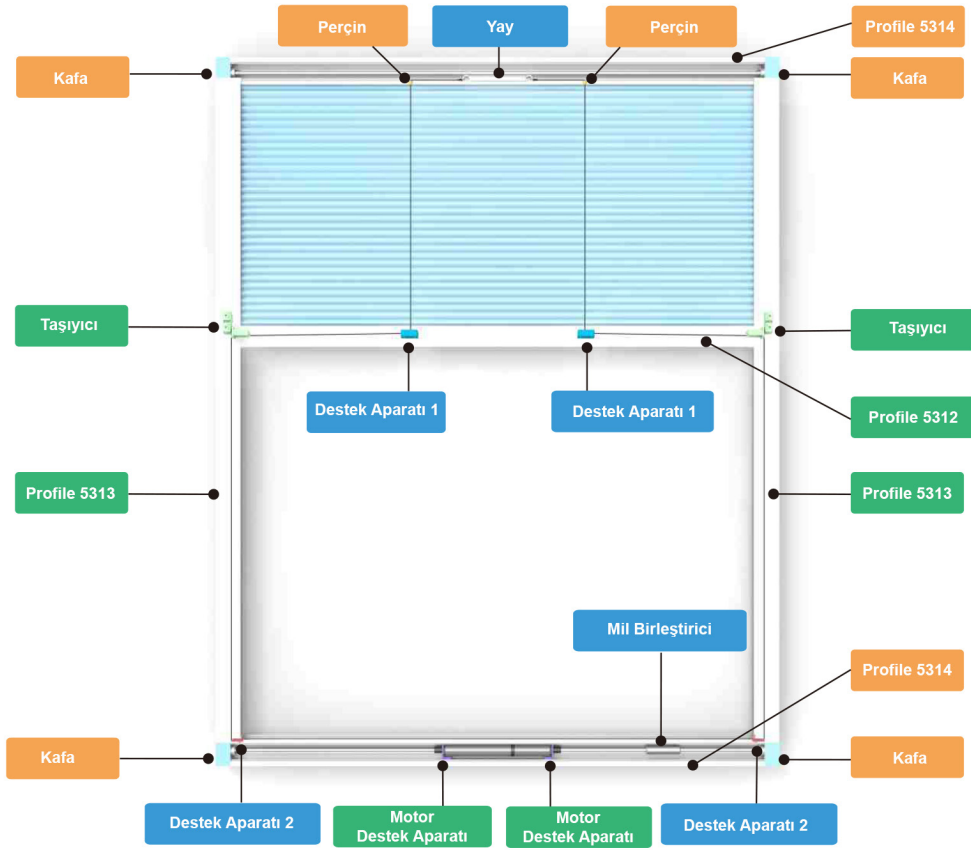 Perçin
Yay
Perçin
Profile 5314
Kafa
Kafa
Taşıyıcı
Taşıyıcı
Destek Aparatı 1
Destek Aparatı 1
Profile 5312
Profile 5313
Profile 5313
Mil Birleştirici
Profile 5314
Kafa
Kafa
Destek Aparatı 2
Motor
Destek Aparatı
Motor
Destek Aparatı
Destek Aparatı 2